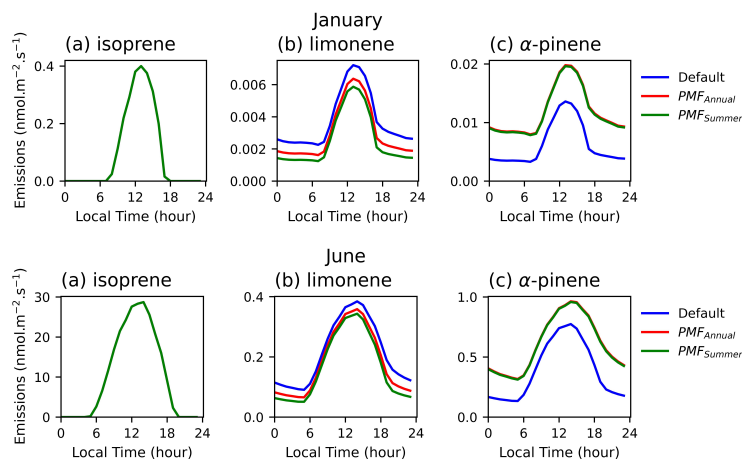 January
(a) isoprene (b) limonene (c) α-pinene
Emissions (nmol.m⁻².s⁻¹)
0.4
0.2
0.0
0 6 12 18 24
Local Time (hour)
0.006
0.004
0.002
0.000
0 6 12 18 24
Local Time (hour)
0.02
0.01
0.00
0 6 12 18 24
Local Time (hour)
Default
PMF_Annual
PMF_Summer
June
(a) isoprene (b) limonene (c) α-pinene
Emissions (nmol.m⁻².s⁻¹)
30
20
10
0
0 6 12 18 24
Local Time (hour)
0.4
0.2
0.0
0 6 12 18 24
Local Time (hour)
1.0
0.5
0.0
0 6 12 18 24
Local Time (hour)
Default
PMF_Annual
PMF_Summer